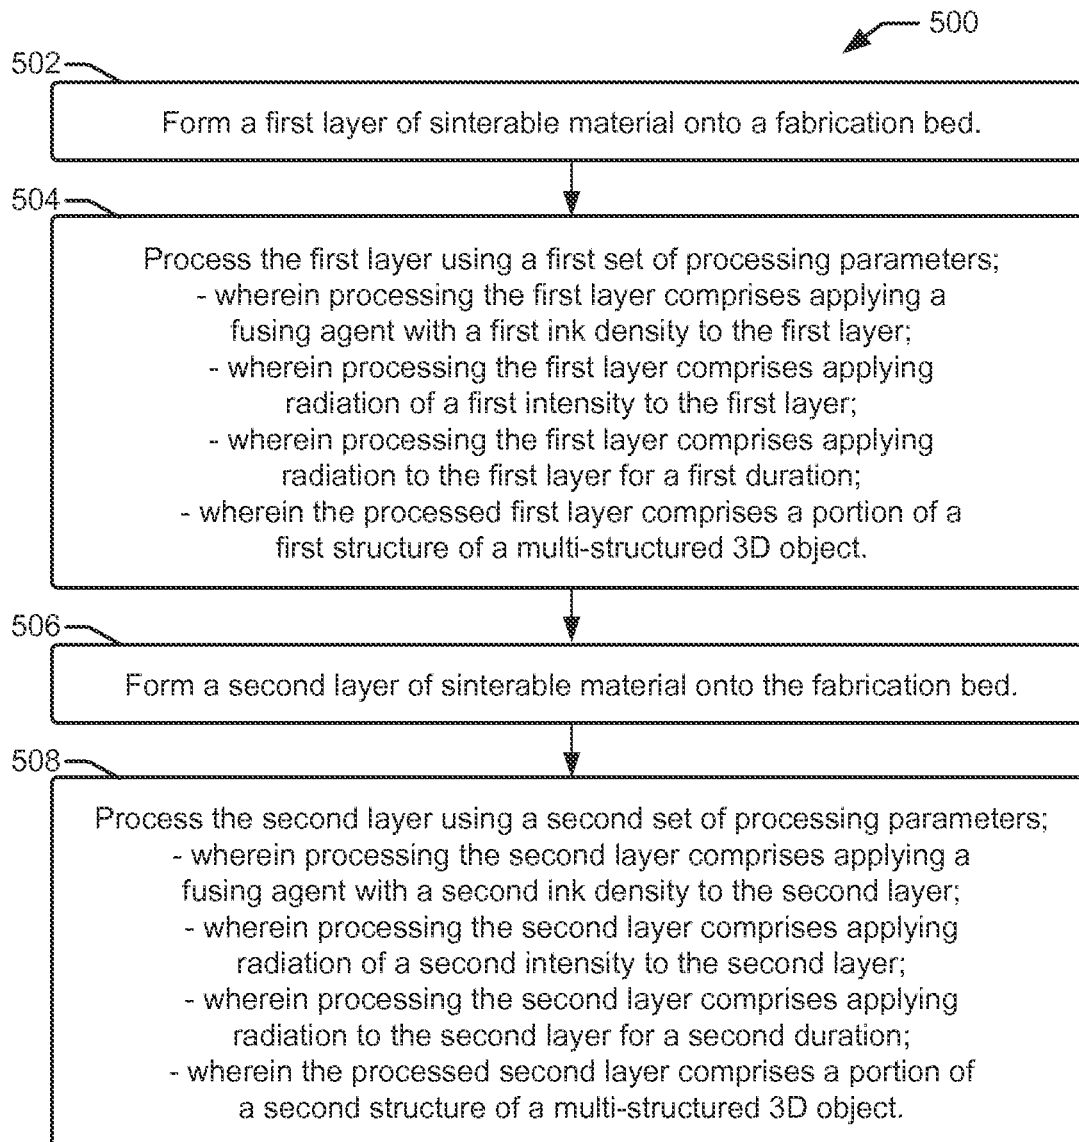 500
502
Form a first layer of sinterable material onto a fabrication bed.
504
Process the first layer using a first set of processing parameters;
- wherein processing the first layer comprises applying a
fusing agent with a first ink density to the first layer;
- wherein processing the first layer comprises applying
radiation of a first intensity to the first layer;
- wherein processing the first layer comprises applying
radiation to the first layer for a first duration;
- wherein the processed first layer comprises a portion of a
first structure of a multi-structured 3D object.
506
Form a second layer of sinterable material onto the fabrication bed.
508
Process the second layer using a second set of processing parameters;
- wherein processing the second layer comprises applying a
fusing agent with a second ink density to the second layer;
- wherein processing the second layer comprises applying
radiation of a second intensity to the second layer;
- wherein processing the second layer comprises applying
radiation to the second layer for a second duration;
- wherein the processed second layer comprises a portion of
a second structure of a multi-structured 3D object.